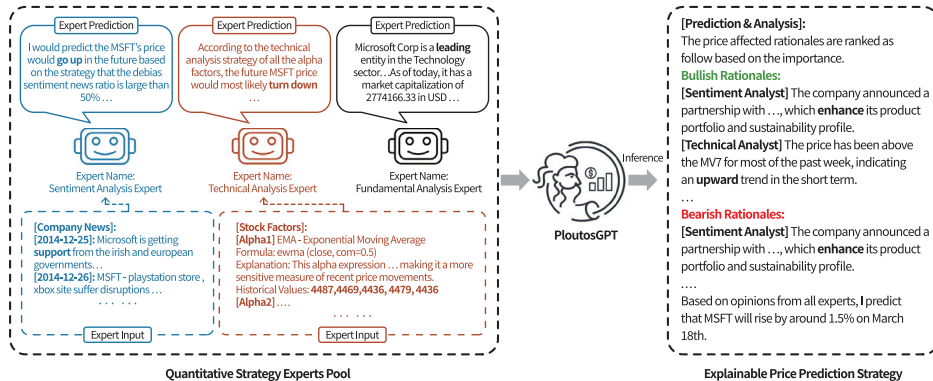 Expert Prediction
I would predict the MSFT's price
would go up in the future based
on the strategy that the debias
sentiment news ratio is large than
50% …
Expert Name:
Sentiment Analysis Expert
Expert Prediction
According to the technical
analysis strategy of all the alpha
factors, the future MSFT price
would most likely turn down
…
Expert Name:
Technical Analysis Expert
Expert Prediction
Microsoft Corp is a leading
entity in the Technology
sector…As of today, it has a
market capitalization of
2774166.33 in USD …
Expert Name:
Fundamental Analysis Expert
[Company News]
[2014-12-25]: Microsoft is getting
support from the irish and european
governments…
[2014-12-26]: MSFT - playstation store ,
xbox site suffer disruptions …
… …
Expert Input
[Stock Factors]:
[Alpha1] EMA - Exponential Moving Average
Formula: ewma (close, com=0.5)
Explanation: This alpha expression … making it a more
sensitive measure of recent price movements.
Historical Values: 4487,4469,4436, 4479, 4436
[Alpha2] ….
… …
Expert Input
Quantitative Strategy Experts Pool
PloutosGPT
Inference
[Prediction & Analysis]:
The price affected rationales are ranked as
follow based on the importance.
Bullish Rationales:
[Sentiment Analyst] The company announced a
partnership with …, which enhance its product
portfolio and sustainability profile.
[Technical Analyst] The price has been above
the MV7 for most of the past week, indicating
an upward trend in the short term.
…
Bearish Rationales:
[Sentiment Analyst] The company announced a
partnership with …, which enhance its product
portfolio and sustainability profile.
….
Based on opinions from all experts, I predict
that MSFT will rise by around 1.5% on March
18th.
Explainable Price Prediction Strategy